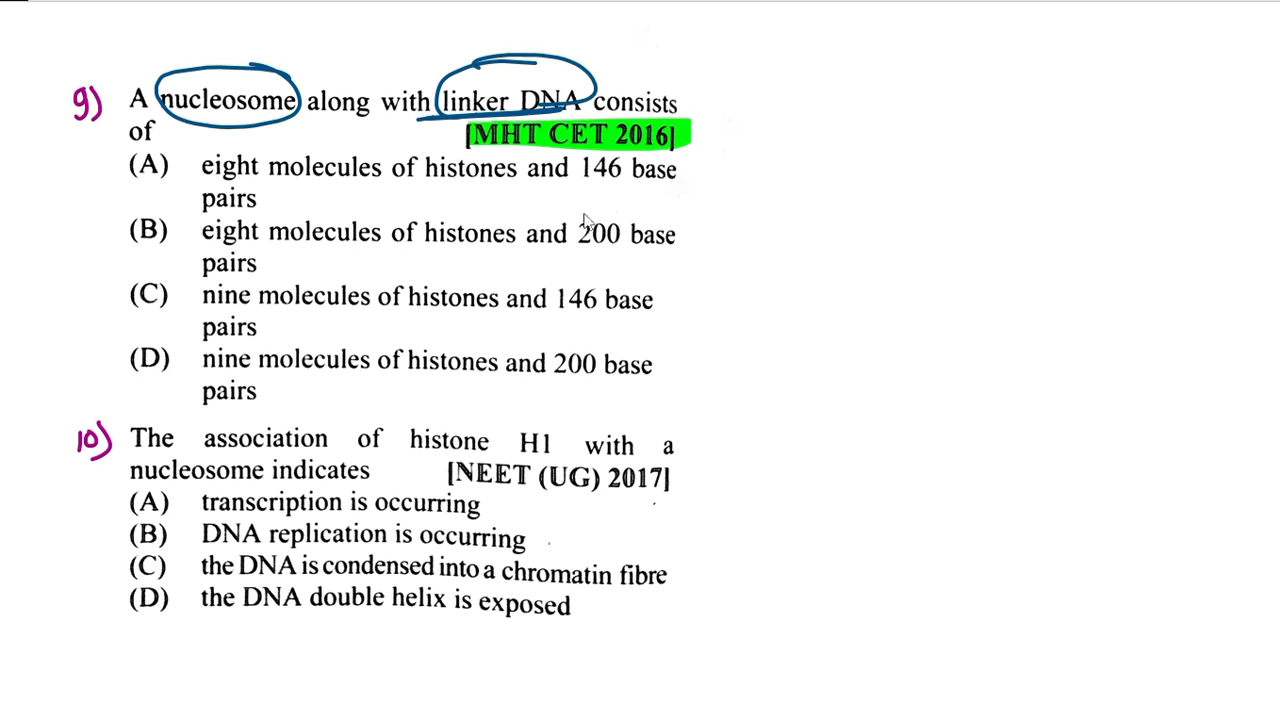 9) A nucleosome along with linker DNA consists
of [MHT CET 2016]
(A) eight molecules of histones and 146 base
pairs
(B) eight molecules of histones and 200 base
pairs
(C) nine molecules of histones and 146 base
pairs
(D) nine molecules of histones and 200 base
pairs
10) The association of histone H1 with a
nucleosome indicates [NEET (UG) 2017]
(A) transcription is occurring
(B) DNA replication is occurring
(C) the DNA is condensed into a chromatin fibre
(D) the DNA double helix is exposed